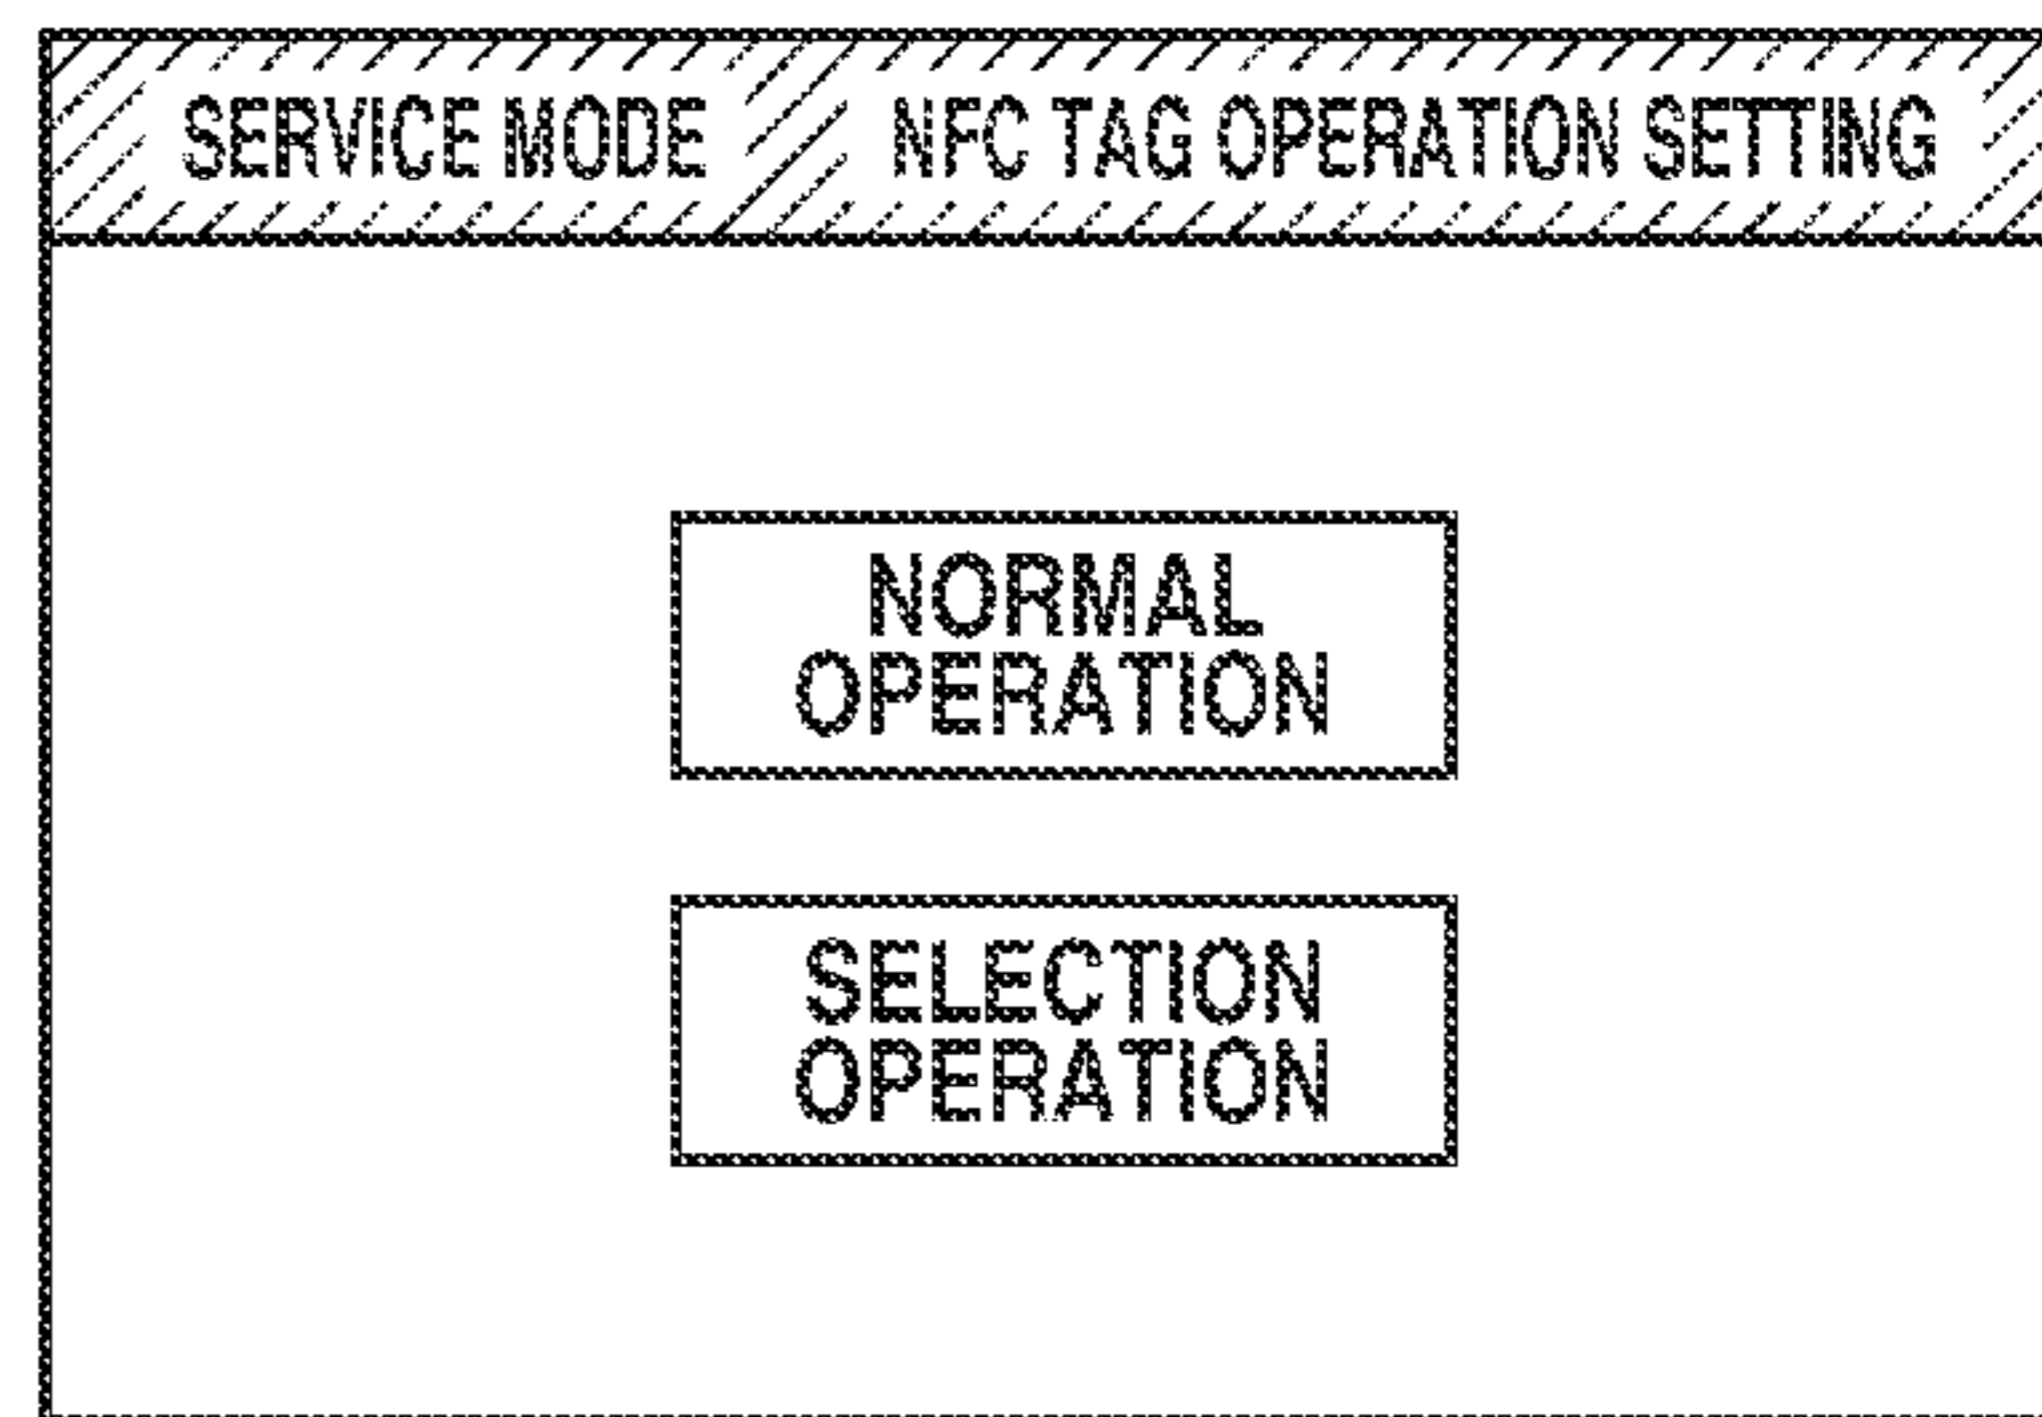 SERVICE MODE NFC TAG OPERATION SETTING
NORMAL
OPERATION
SELECTION
OPERATION